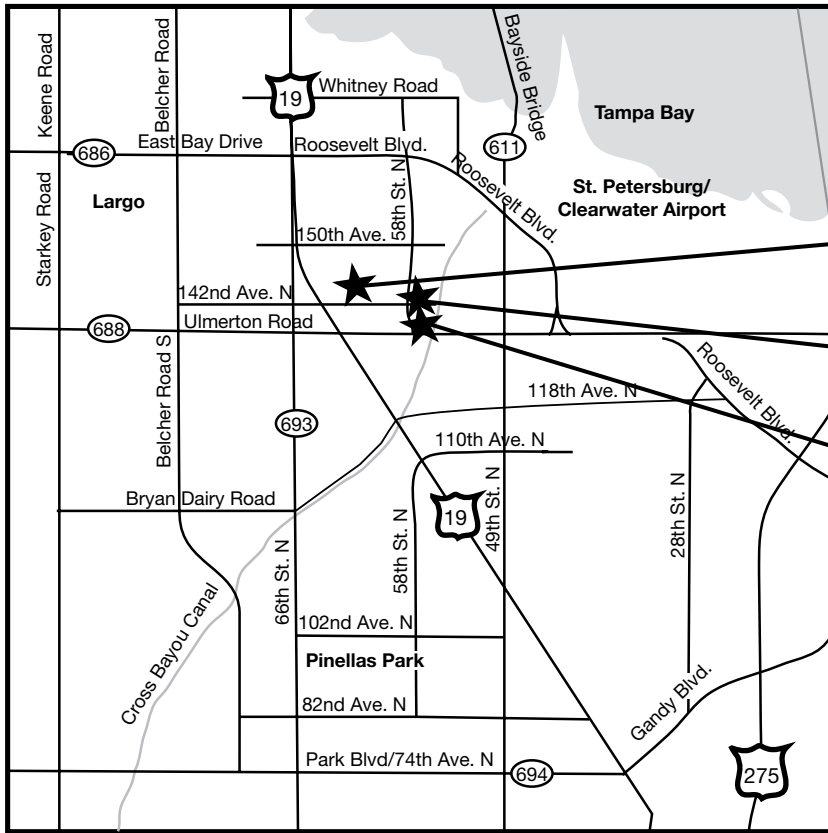 Keene Road
Belcher Road
19
Whitney Road
Bayside Bridge
Tampa Bay
686
East Bay Drive
Roosevelt Blvd.
611
58th St. N
Roosevelt Blvd.
St. Petersburg/
Clearwater Airport
Largo
Starkey Road
150th Ave.
142nd Ave. N
688
Ulmerton Road
Belcher Road S
Roosevelt Blvd.
118th Ave. N
693
110th Ave. N
Bryan Dairy Road
19
58th St. N
49th St. N
28th St. N
66th St. N
Cross Bayou Canal
102nd Ave. N
Pinellas Park
82nd Ave. N
Gandy Blvd.
Park Blvd/74th Ave. N
694
275